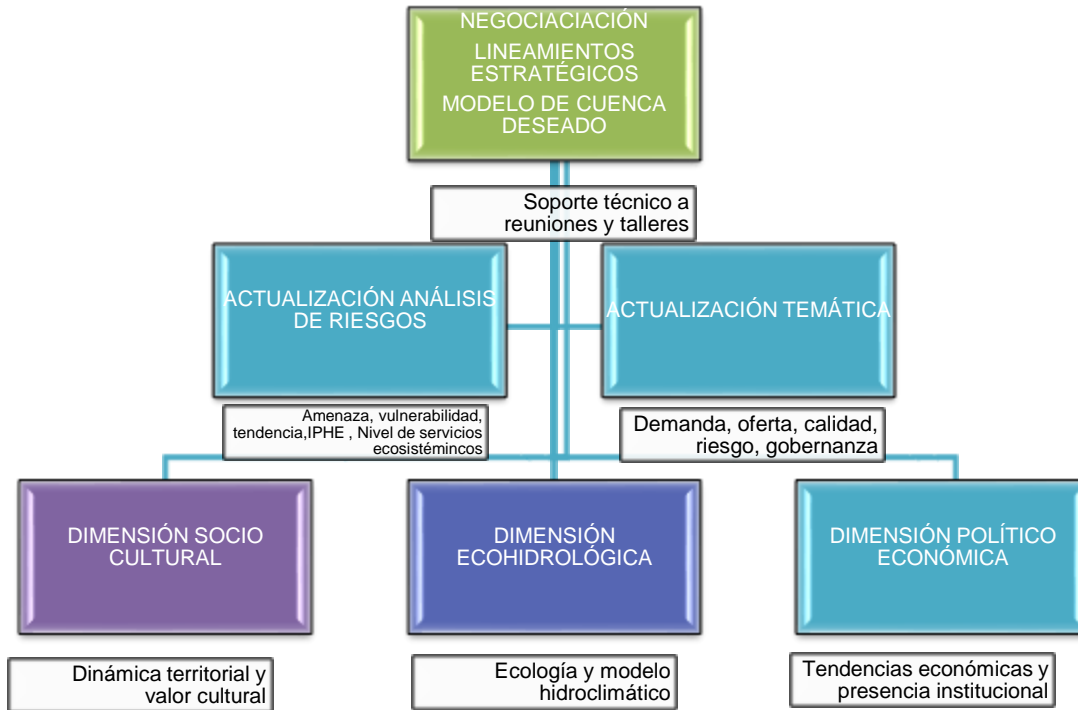 NEGOCIACIACIÓN
LINEAMIENTOS
ESTRATÉGICOS
MODELO DE CUENCA
DESEADO
Soporte técnico a
reuniones y talleres
ACTUALIZACIÓN ANÁLISIS
DE RIESGOS
ACTUALIZACIÓN TEMÁTICA
Amenaza, vulnerabilidad,
tendencia,IPHE , Nivel de servicios
ecosistémincos
Demanda, oferta, calidad,
riesgo, gobernanza
DIMENSIÓN SOCIO
CULTURAL
DIMENSIÓN
ECOHIDROLÓGICA
DIMENSIÓN POLÍTICO
ECONÓMICA
Dinámica territorial y
valor cultural
Ecología y modelo
hidroclimático
Tendencias económicas y
presencia institucional